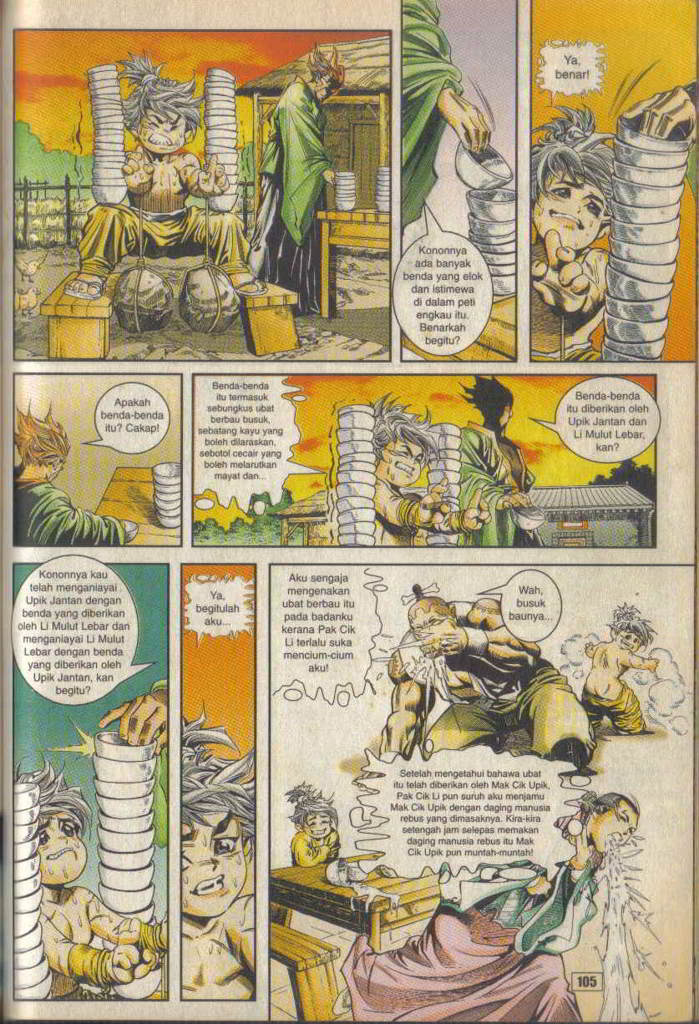 Kononnya
ada banyak
benda yang elok
dan istimewa
di dalam peti
engkau itu.
Benarkah
begitu?
Ya,
benar!
Apakah
benda-benda
itu? Cakap!
Benda-benda
itu termasuk
sebungkus ubat
berbau busuk,
sebatang kayu yang
boleh dilaraskan,
sebotol cecair yang
boleh melarutkan
mayat dan...
Benda-benda
itu diberikan oleh
Upik Jantan dan
Li Mulut Lebar,
kan?
Kononnya kau
telah menganiayai
Upik Jantan dengan
benda yang diberikan
oleh Li Mulut Lebar dan
menganiayai Li Mulut
Lebar dengan benda
yang diberikan oleh
Upik Jantan, kan
begitu?
Ya,
begitulah
aku...
Aku sengaja
mengenakan
ubat berbau itu
pada badanku
kerana Pak Cik
Li terlalu suka
mencium-cium
aku!
Wah,
busuk
baunya...
Setelah mengetahui bahawa ubat
itu telah diberikan oleh Mak Cik Upik,
Pak Cik Li pun suruh aku menjamu
Mak Cik Upik dengan daging manusia
rebus yang dimasaknya. Kira-kira
setengah jam selepas memakan
daging manusia rebus itu Mak
Cik Upik pun muntah-muntah!
105